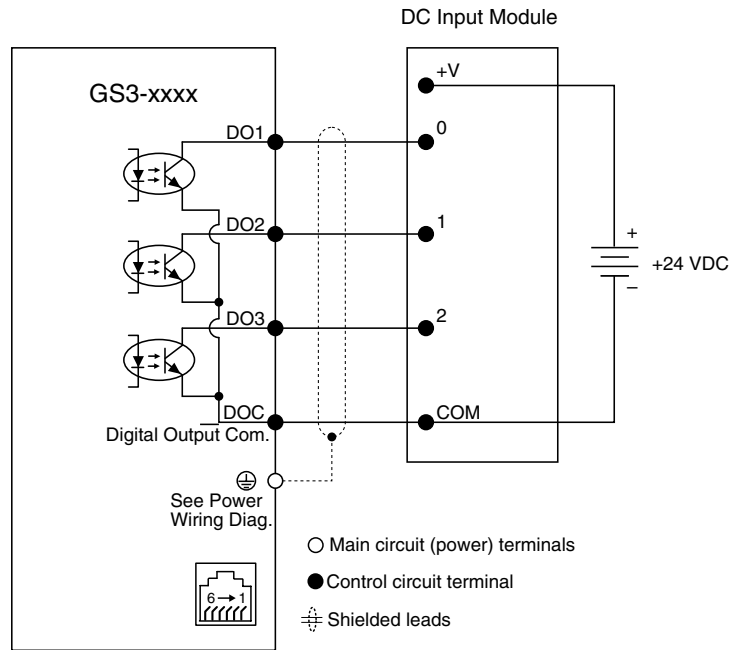 DC Input Module
GS3-xxxx
+V
DO1
0
DO2
1
+
+24 VDC
–
DO3
2
DOC
COM
Digital Output Com.
See Power
Wiring Diag.
Main circuit (power) terminals
Control circuit terminal
6→1
Shielded leads